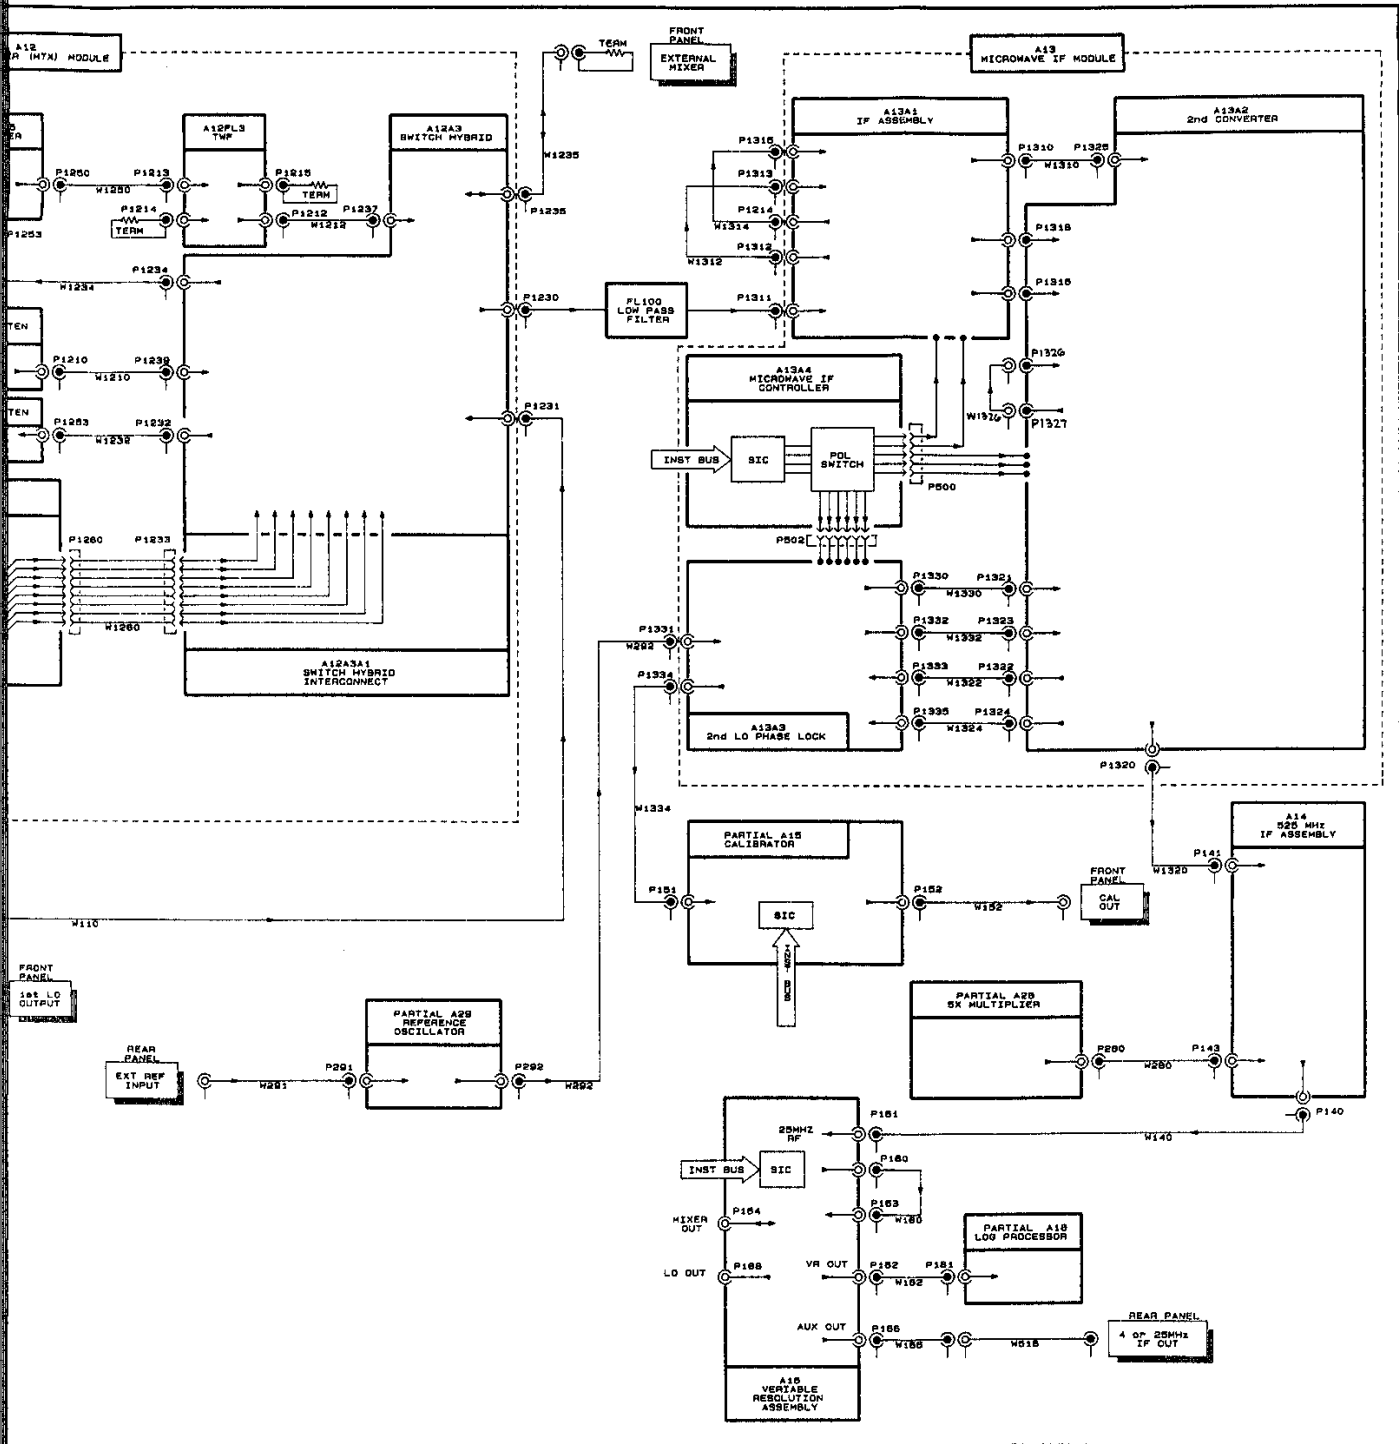 A12
R (MTX) MODULE
TERM
FRONT
PANEL
EXTERNAL
MIXER
A13
MICROWAVE IF MODULE
ER
A12FL3
TWF
A12A3
SWITCH HYBRID
W1235
A13A1
IF ASSEMBLY
A13A2
2nd CONVERTER
P1250
W1250
P1213
P1215
TERM
P1214
TERM
P1212
W1212
P1237
P1235
P1253
P1316
P1313
P1214
W1314
P1312
W1312
P1310
W1310
P1325
P1318
P1315
P1234
W1234
P1230
FL100
LOW PASS
FILTER
P1311
TEN
P1210
W1210
P1239
TEN
P1253
W1232
P1232
P1231
A13A4
MICROWAVE IF
CONTROLLER
P1326
W1326
P1327
INST BUS
SIC
POL
SWITCH
P500
P502
P1260
W1260
P1233
A12A3A1
SWITCH HYBRID
INTERCONNECT
P1331
W292
P1334
P1330
W1330
P1321
P1332
W1332
P1323
P1333
W1322
P1322
P1335
W1324
P1324
A13A3
2nd LO PHASE LOCK
P1320
W1334
PARTIAL A15
CALIBRATOR
P151
SIC
INST BUS
P152
W152
FRONT
PANEL
CAL
OUT
W1320
P141
A14
525 MHz
IF ASSEMBLY
W110
FRONT
PANEL
1st LO
OUTPUT
PARTIAL A29
REFERENCE
OSCILLATOR
REAR
PANEL
EXT REF
INPUT
W291
P291
P292
W292
5X MULTIPLIER
P280
W280
P143
P140
W140
25MHZ
RF
P161
INST BUS
SIC
P160
P163
W160
MIXER
OUT
P164
LO OUT
P168
VR OUT
P162
W162
P181
LOG PROCESSOR
AUX OUT
P166
W166
W516
REAR PANEL
4 or 25MHz
IF OUT
A16
VERIABLE
RESOLUTION
ASSEMBLY